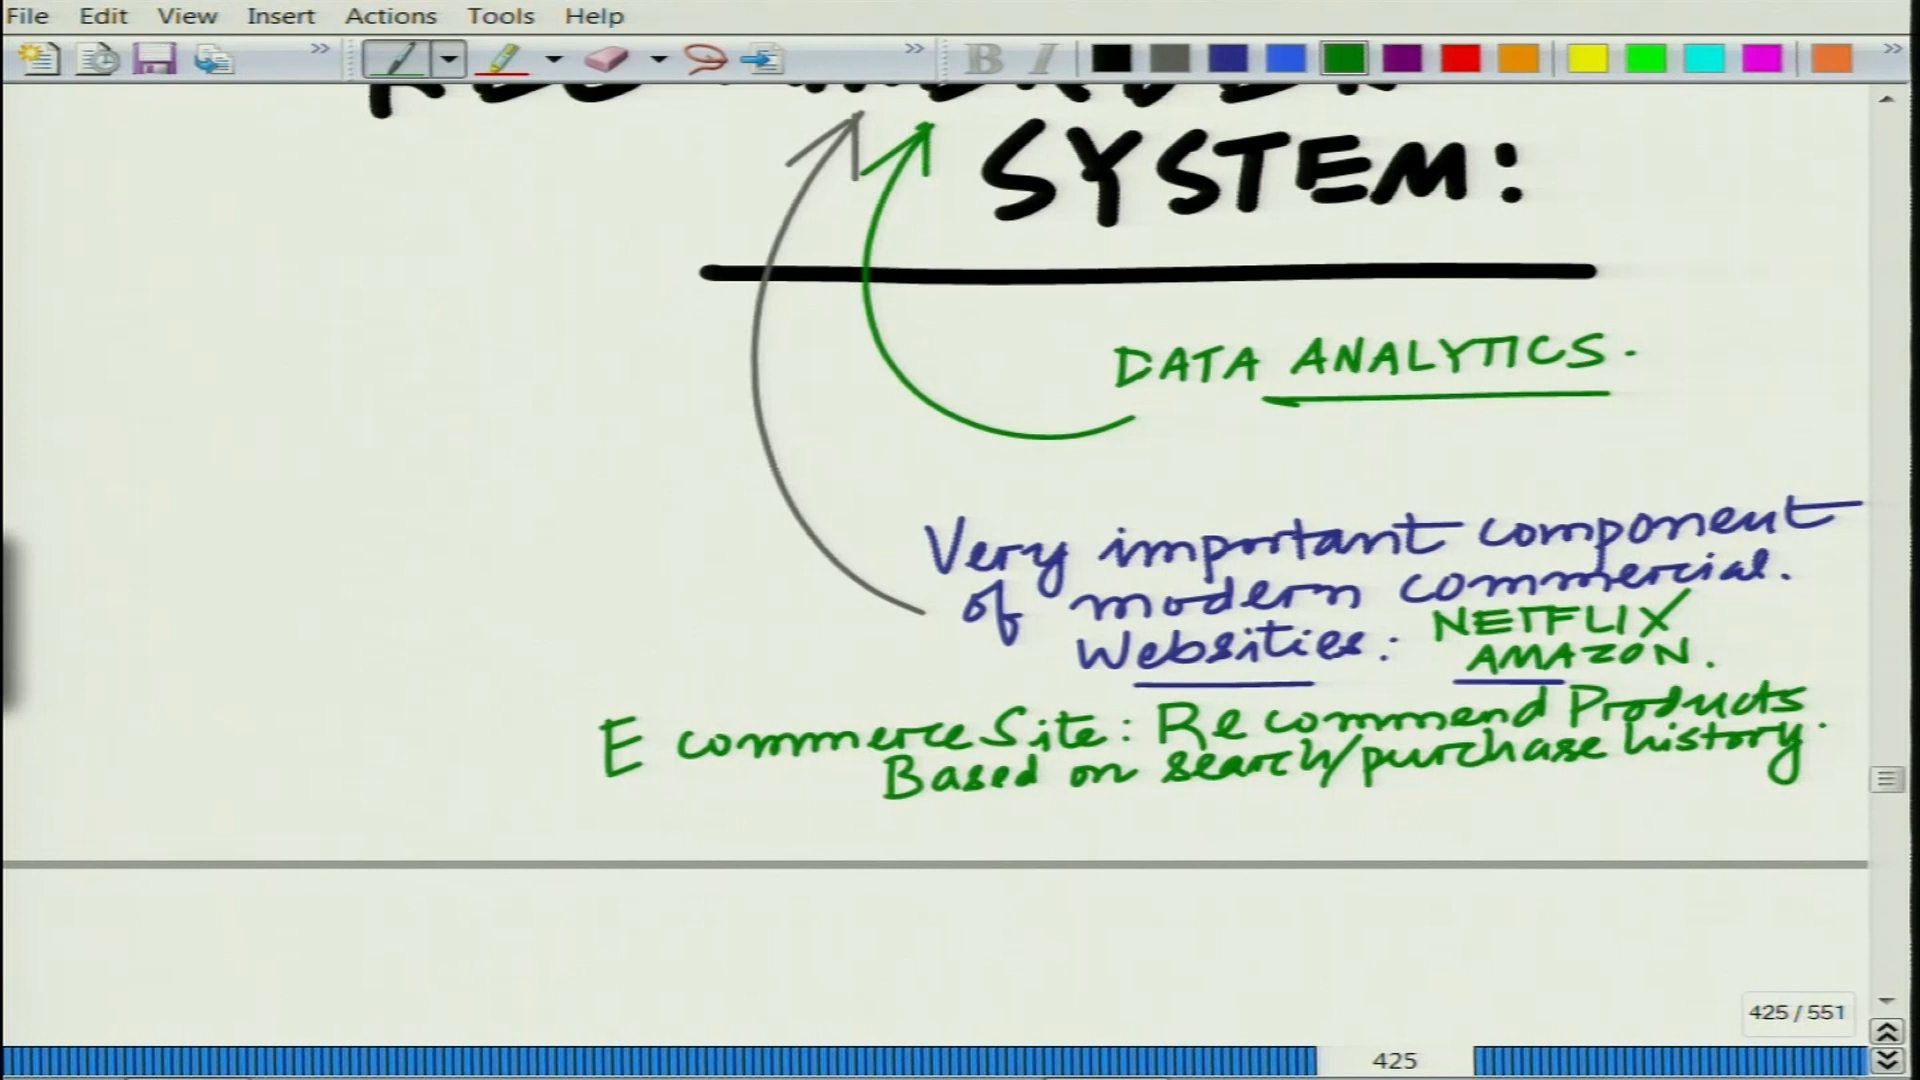 File Edit View Insert Actions Tools Help
B I
SYSTEM:
DATA ANALYTICS.
Very important component
of modern commercial.
Websities:
NETFLIX
AMAZON.
E commerce Site: Recommend Products
Based on search/purchase history.
425 / 551
425